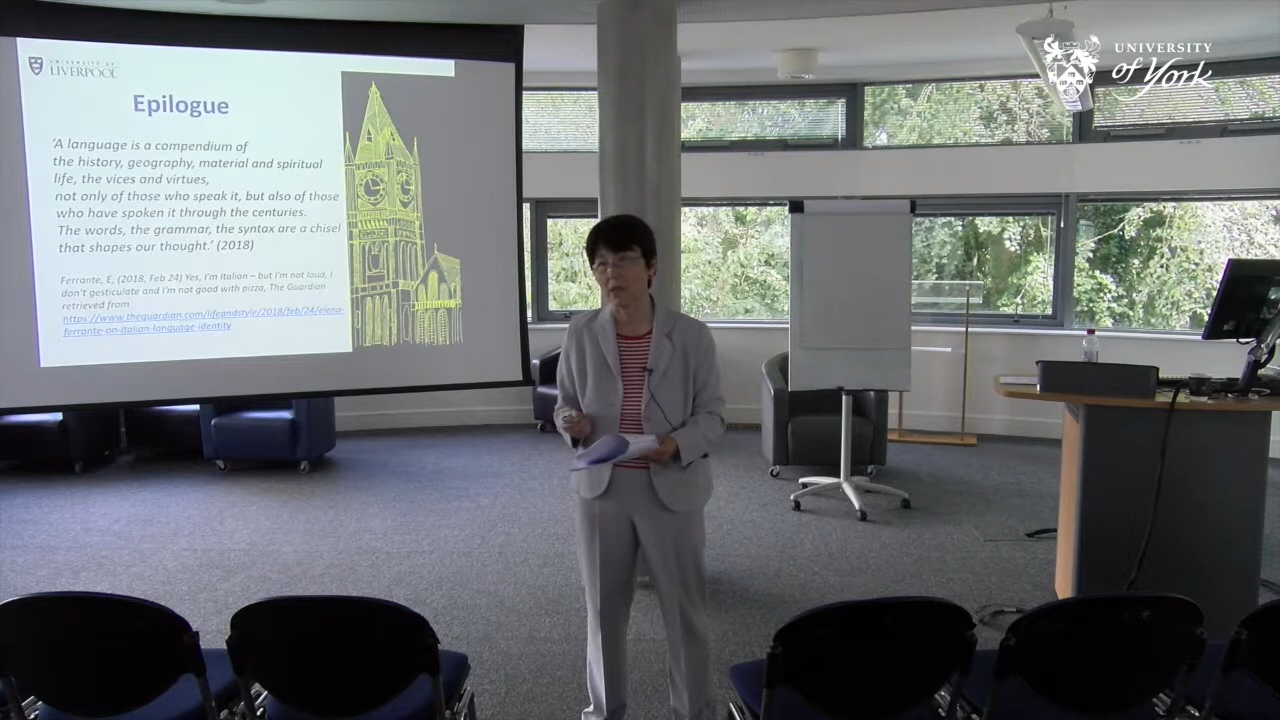 UNIVERSITY OF
LIVERPOOL
Epilogue
‘A language is a compendium of
the history, geography, material and spiritual
life, the vices and virtues,
not only of those who speak it, but also of those
who have spoken it through the centuries.
The words, the grammar, the syntax are a chisel
that shapes our thought.’ (2018)
Ferrante, E, (2018, Feb 24) Yes, I’m Italian – but I’m not loud, I
don’t gesticulate and I’m not good with pizza, The Guardian
retrieved from
https://www.theguardian.com/lifeandstyle/2018/feb/24/elena-
ferrante-on-italian-language-identity
UNIVERSITY
of York